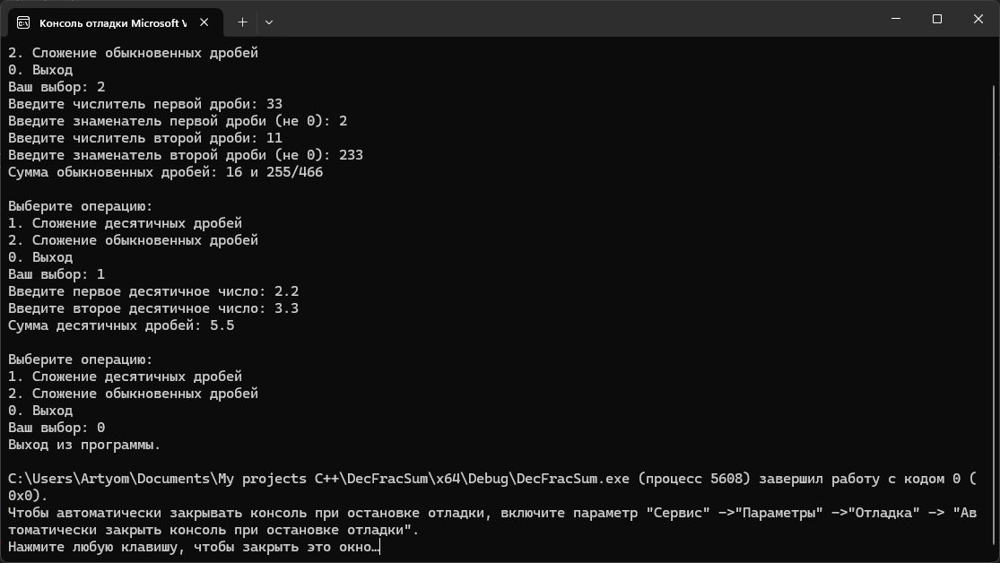 Консоль отладки Microsoft V
2. Сложение обыкновенных дробей
0. Выход
Ваш выбор: 2
Введите числитель первой дроби: 33
Введите знаменатель первой дроби (не 0): 2
Введите числитель второй дроби: 11
Введите знаменатель второй дроби (не 0): 233
Сумма обыкновенных дробей: 16 и 255/466
Выберите операцию:
1. Сложение десятичных дробей
2. Сложение обыкновенных дробей
0. Выход
Ваш выбор: 1
Введите первое десятичное число: 2.2
Введите второе десятичное число: 3.3
Сумма десятичных дробей: 5.5
Выберите операцию:
1. Сложение десятичных дробей
2. Сложение обыкновенных дробей
0. Выход
Ваш выбор: 0
Выход из программы.
C:\Users\Artyom\Documents\My projects C++\DecFracSum\x64\Debug\DecFracSum.exe (процесс 5608) завершил работу с кодом 0 (
0x0).
Чтобы автоматически закрывать консоль при остановке отладки, включите параметр "Сервис" ->"Параметры" ->"Отладка" -> "Ав
томатически закрыть консоль при остановке отладки".
Нажмите любую клавишу, чтобы закрыть это окно…